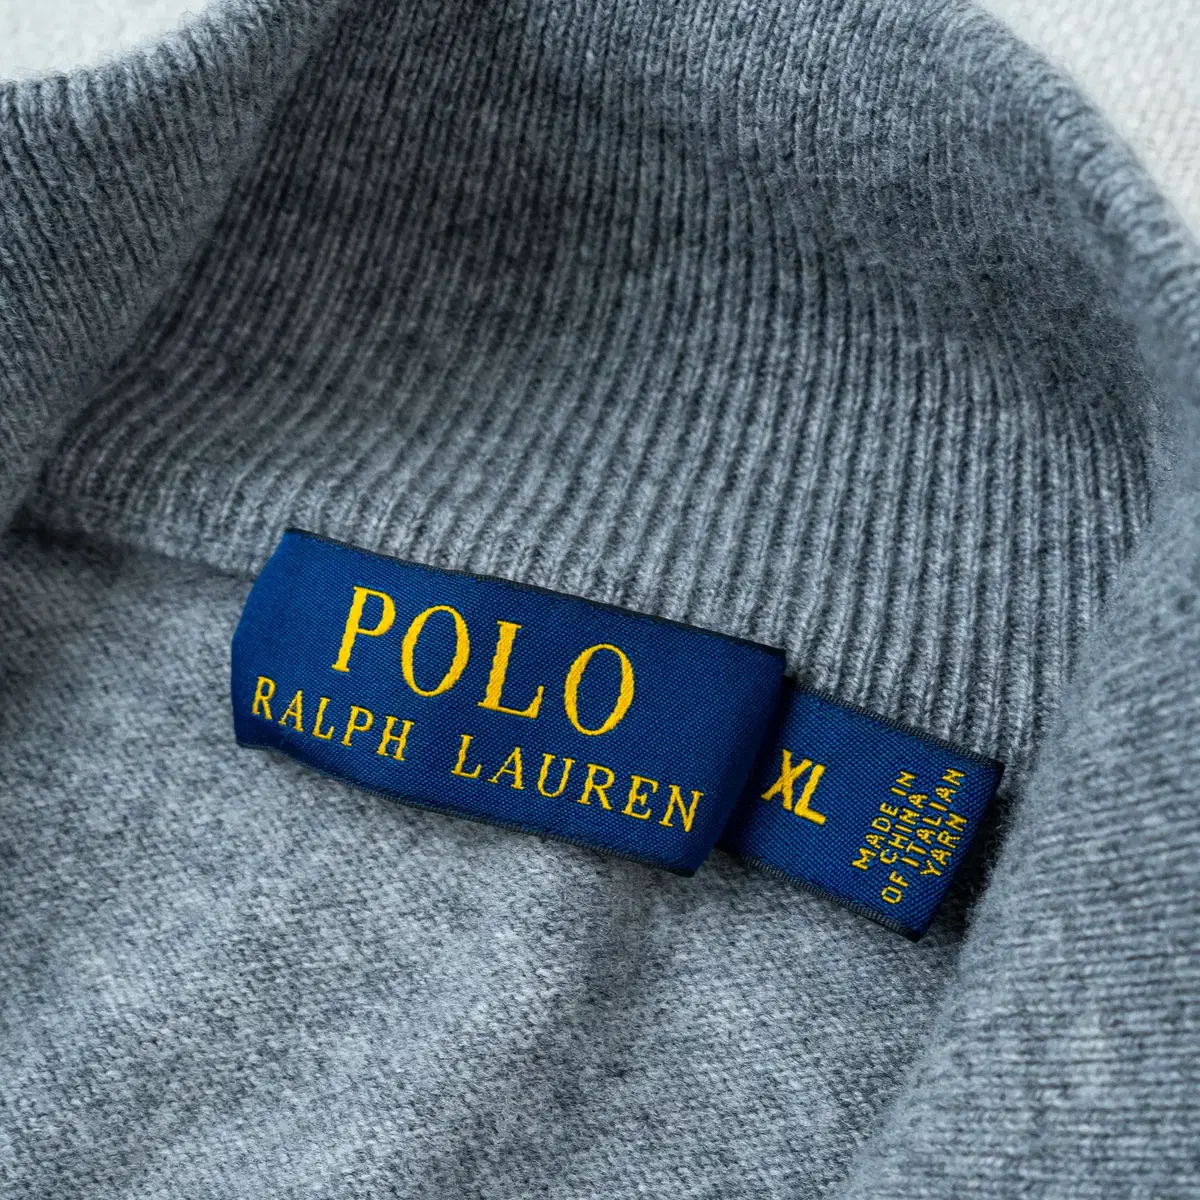 POLO
RALPH LAUREN
XL
MADE IN
CHINA
OF ITALIAN
YARN